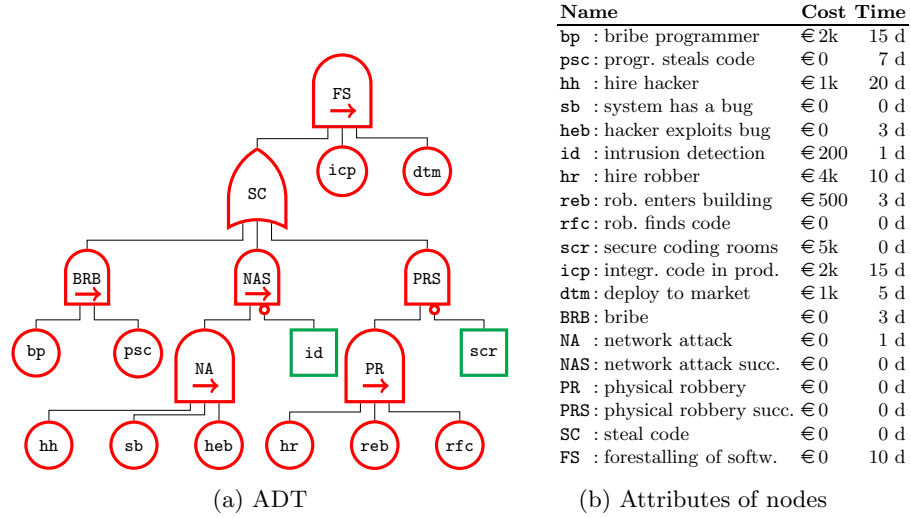 FS
icp
dtm
SC
BRB
NAS
PRS
bp
psc
NA
id
PR
scr
hh
sb
heb
hr
reb
rfc
(a) ADT
Name Cost Time
bp : bribe programmer €2k 15 d
psc: progr. steals code €0 7 d
hh : hire hacker €1k 20 d
sb : system has a bug €0 0 d
heb: hacker exploits bug €0 3 d
id : intrusion detection €200 1 d
hr : hire robber €4k 10 d
reb: rob. enters building €500 3 d
rfc: rob. finds code €0 0 d
scr: secure coding rooms €5k 0 d
icp: integr. code in prod. €2k 15 d
dtm: deploy to market €1k 5 d
BRB: bribe €0 3 d
NA : network attack €0 1 d
NAS: network attack succ. €0 0 d
PR : physical robbery €0 0 d
PRS: physical robbery succ. €0 0 d
SC : steal code €0 0 d
FS : forestalling of softw. €0 10 d
(b) Attributes of nodes